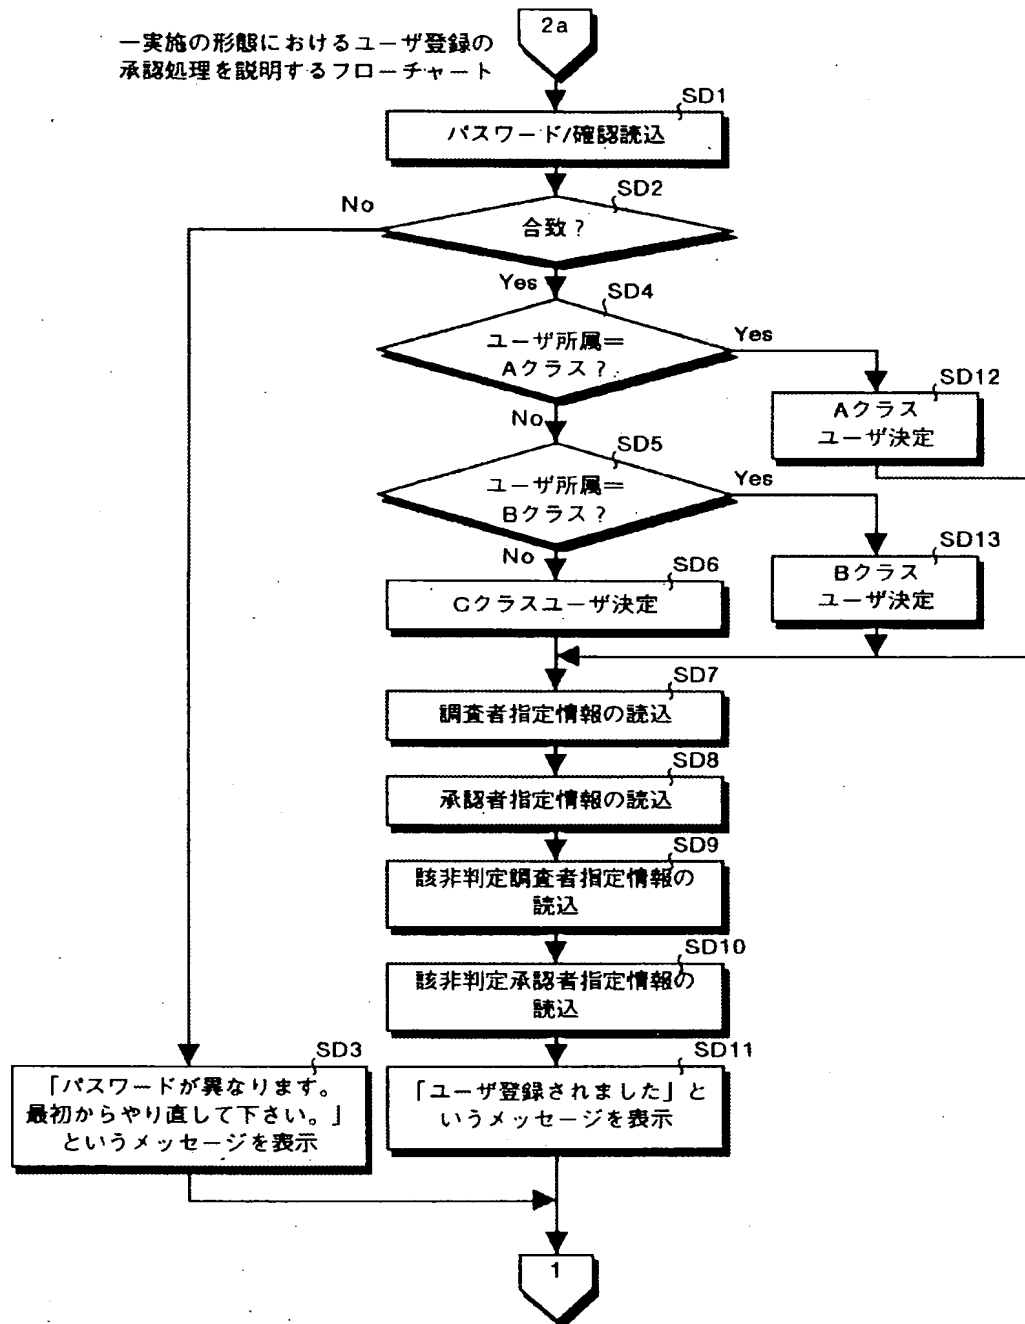 一実施の形態におけるユーザ登録の
承認処理を説明するフローチャート
2a
SD1
パスワード/確認読込
SD2
合致？
No
Yes
SD4
ユーザ所属＝
Aクラス？
Yes
No
SD12
Aクラス
ユーザ決定
SD5
ユーザ所属＝
Bクラス？
Yes
No
SD13
Bクラス
ユーザ決定
SD6
Cクラスユーザ決定
SD7
調査者指定情報の読込
SD8
承認者指定情報の読込
SD9
該非判定調査者指定情報の
読込
SD10
該非判定承認者指定情報の
読込
SD3
「パスワードが異なります。
最初からやり直して下さい。」
というメッセージを表示
SD11
「ユーザ登録されました」と
いうメッセージを表示
1